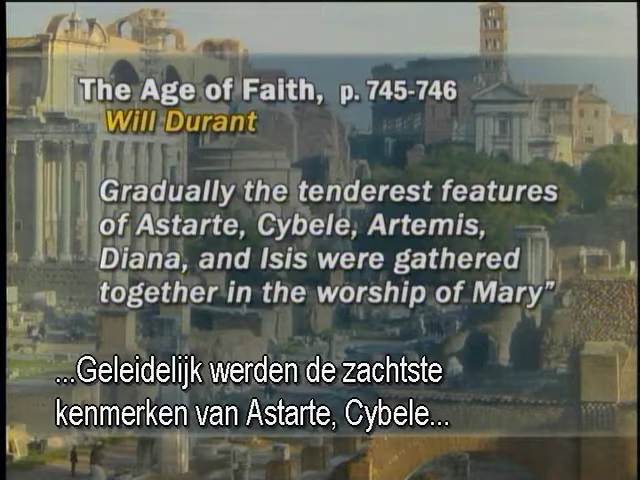 The Age of Faith, p. 745-746
Will Durant
Gradually the tenderest features
of Astarte, Cybele, Artemis,
Diana, and Isis were gathered
together in the worship of Mary”
...Geleidelijk werden de zachtste
kenmerken van Astarte, Cybele...